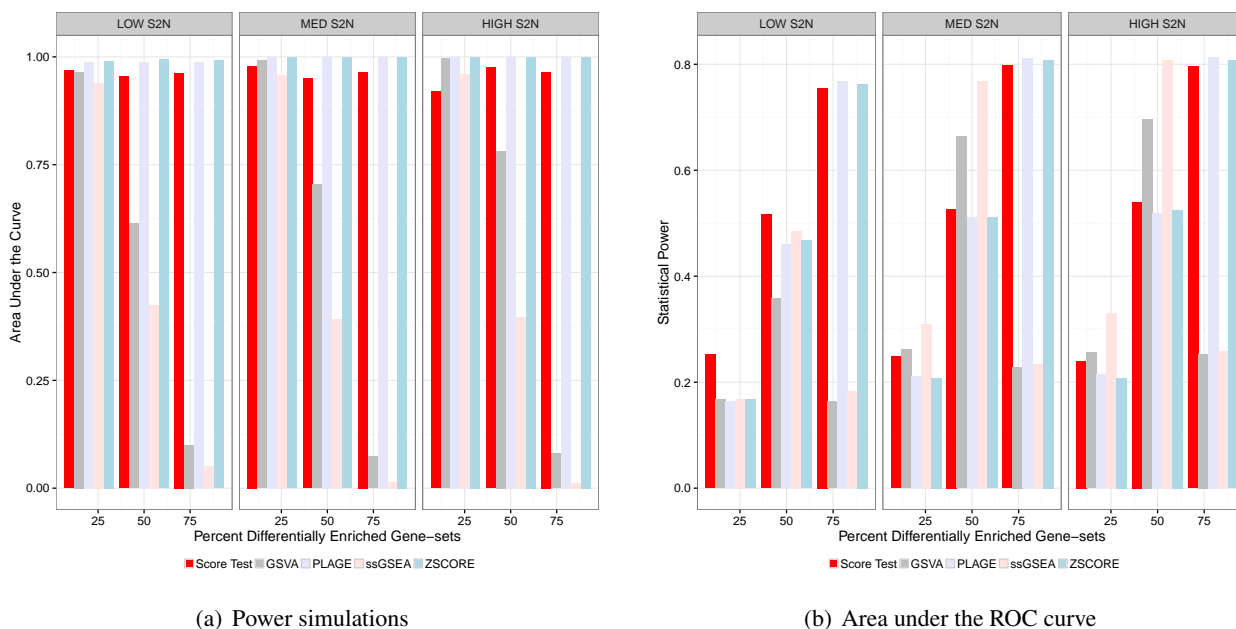 LOW S2N MED S2N HIGH S2N
1.00
0.75
0.50
0.25
0.00
Area Under the Curve
25 50 75 25 50 75 25 50 75
Percent Differentially Enriched Gene−sets
Score Test GSVA PLAGE ssGSEA ZSCORE
(a) Power simulations
LOW S2N MED S2N HIGH S2N
0.8
0.6
0.4
0.2
0.0
Statistical Power
25 50 75 25 50 75 25 50 75
Percent Differentially Enriched Gene−sets
Score Test GSVA PLAGE ssGSEA ZSCORE
(b) Area under the ROC curve